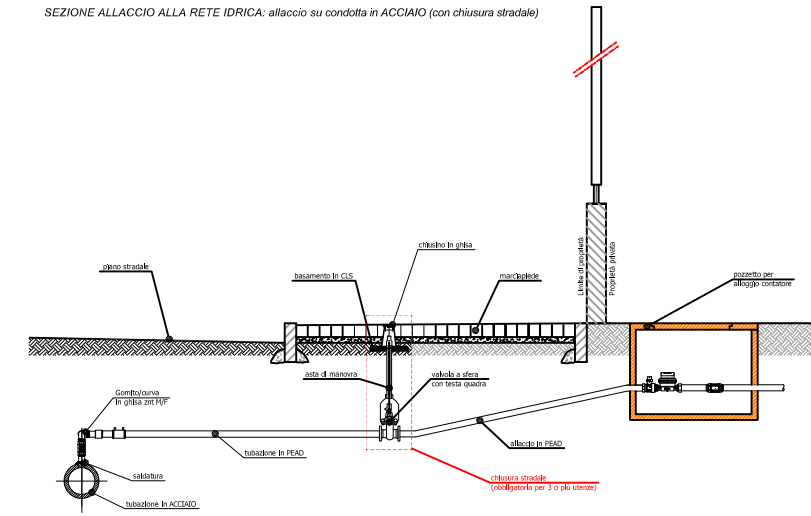 SEZIONE ALLACCIO ALLA RETE IDRICA: allaccio su condotta in ACCIAIO (con chiusura stradale)
chiusino in ghisa
Limite di proprietà
Proprietà privata
piano stradale
basamento in CLS
marciapiede
pozzetto per
alloggio contatore
asta di manovra
valvola a sfera
con testa quadra
Gomito/curva
in ghisa znt M/F
tubazione in PEAD
allaccio in PEAD
saldatura
chiusura stradale
(obbligatoria per 3 o più utenze)
tubazione in ACCIAIO